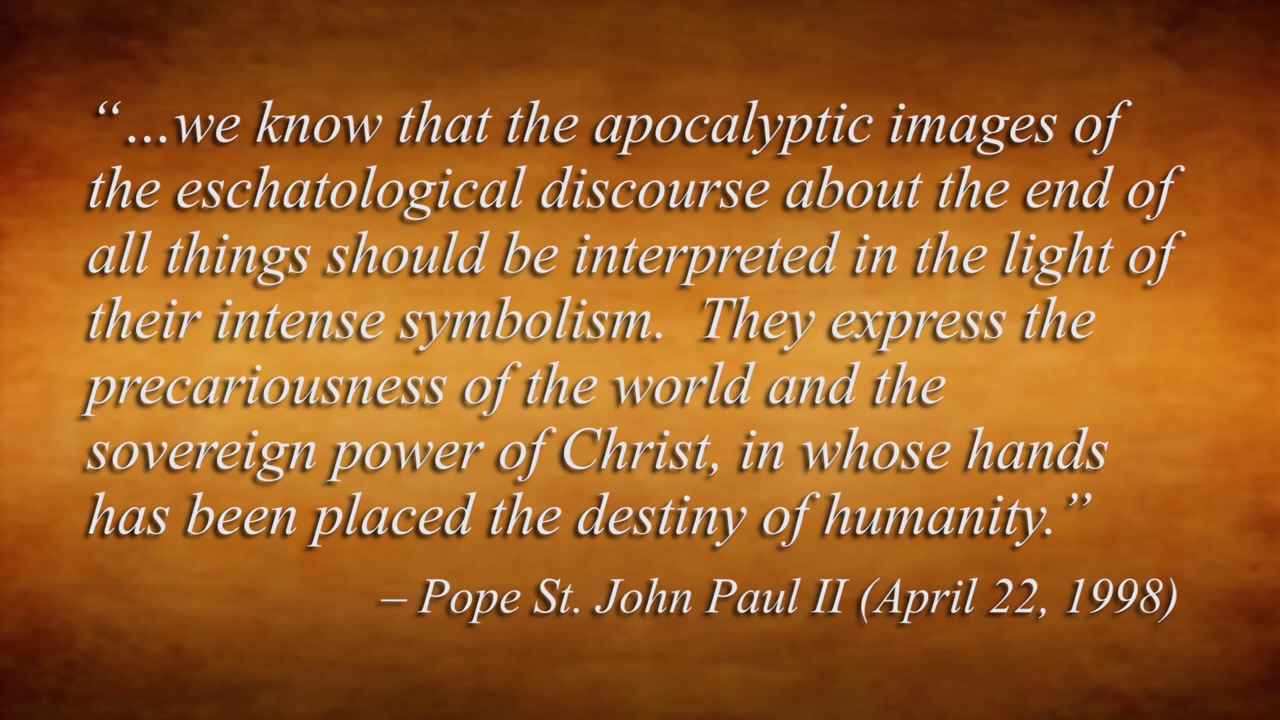 “…we know that the apocalyptic images of
the eschatological discourse about the end of
all things should be interpreted in the light of
their intense symbolism.  They express the
precariousness of the world and the
sovereign power of Christ, in whose hands
has been placed the destiny of humanity.”
– Pope St. John Paul II (April 22, 1998)